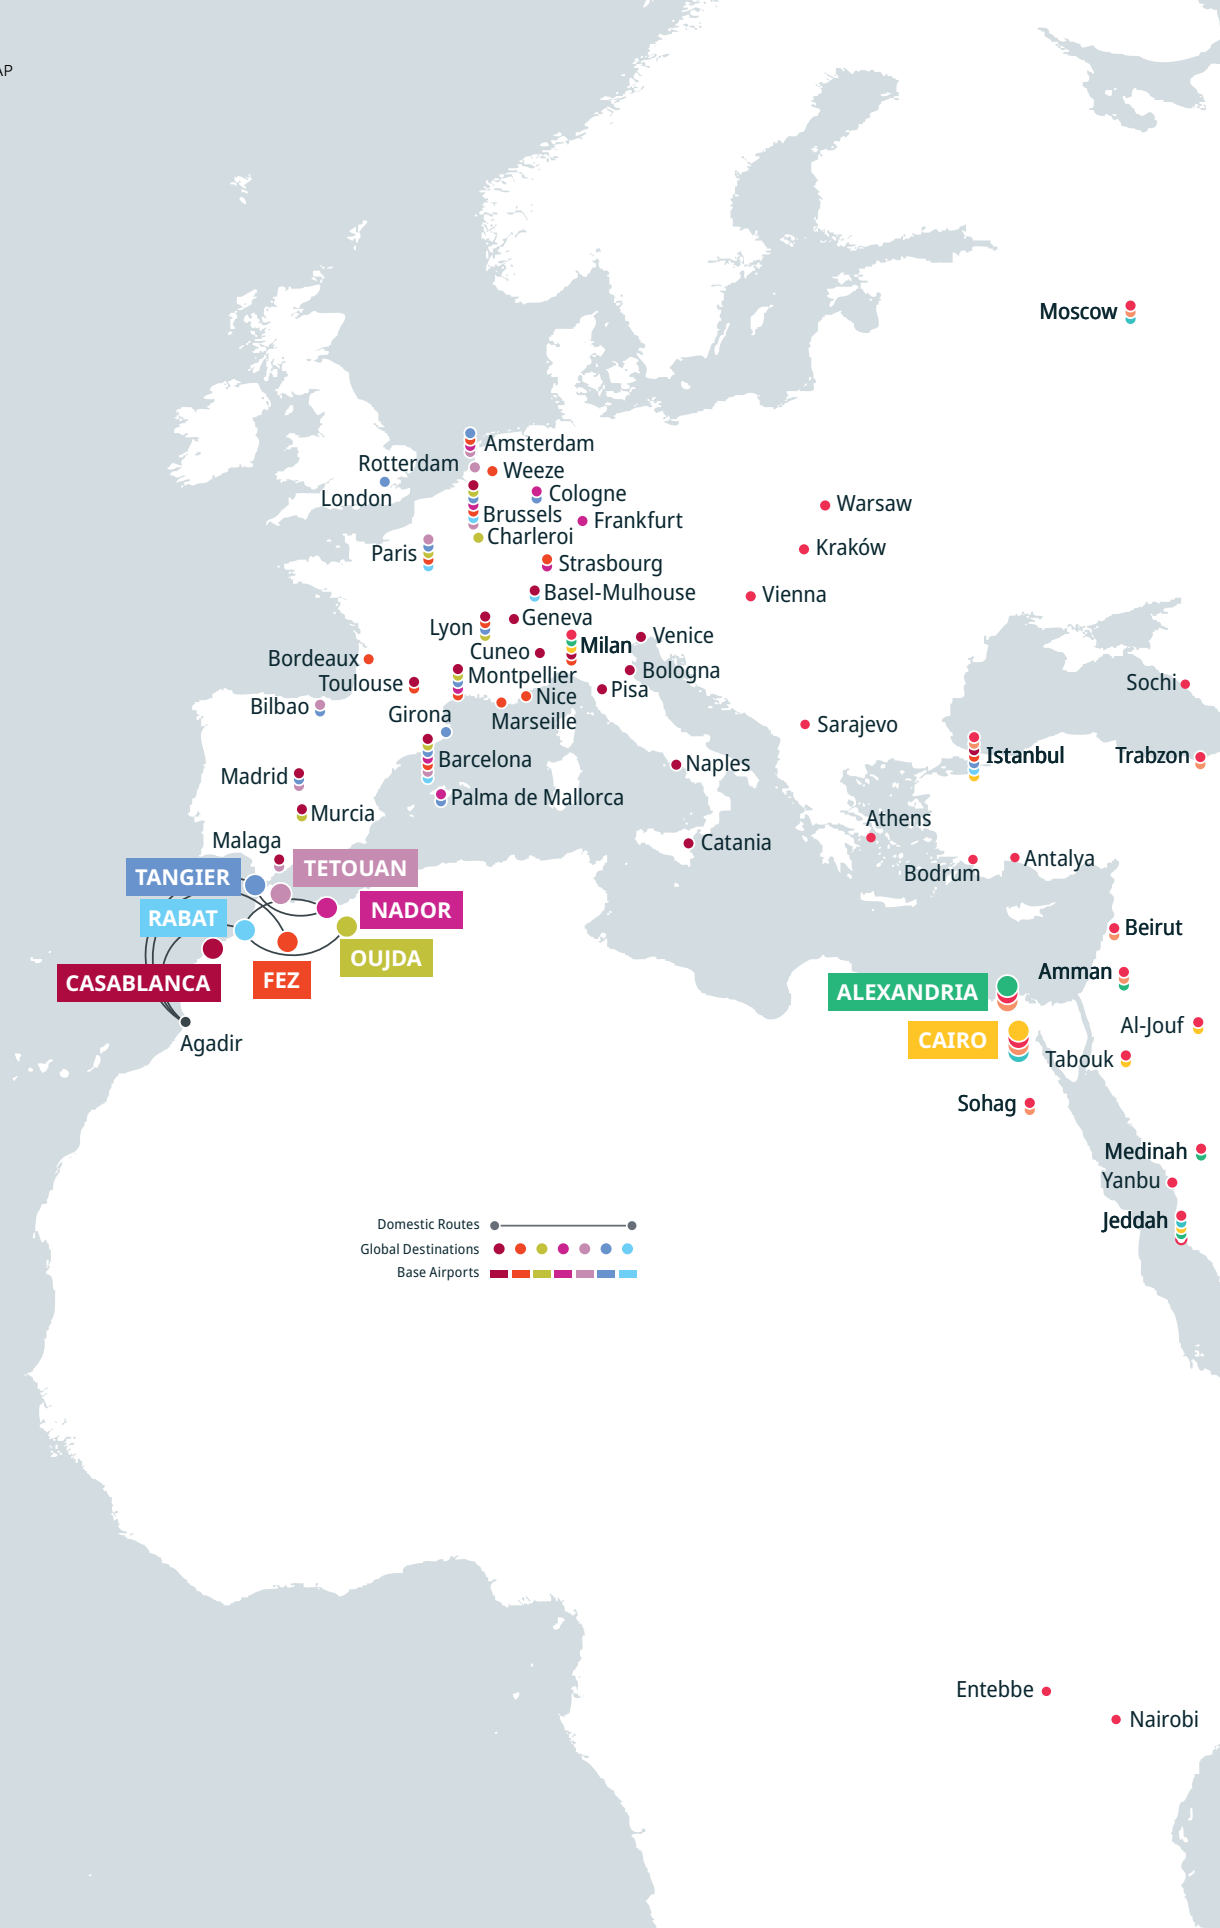 AP
Moscow
Amsterdam
Rotterdam
Weeze
London
Cologne
Brussels
Frankfurt
Warsaw
Charleroi
Paris
Kraków
Strasbourg
Basel-Mulhouse
Vienna
Geneva
Lyon
Milan
Venice
Cuneo
Bordeaux
Montpellier
Bologna
Toulouse
Pisa
Sochi
Nice
Bilbao
Girona
Marseille
Sarajevo
Istanbul
Trabzon
Barcelona
Naples
Madrid
Palma de Mallorca
Murcia
Athens
Malaga
Catania
Antalya
Bodrum
TETOUAN
TANGIER
NADOR
RABAT
Beirut
OUJDA
Amman
FEZ
CASABLANCA
ALEXANDRIA
Al-Jouf
CAIRO
Agadir
Tabouk
Sohag
Medinah
Yanbu
Jeddah
Domestic Routes
Global Destinations
Base Airports
Entebbe
Nairobi